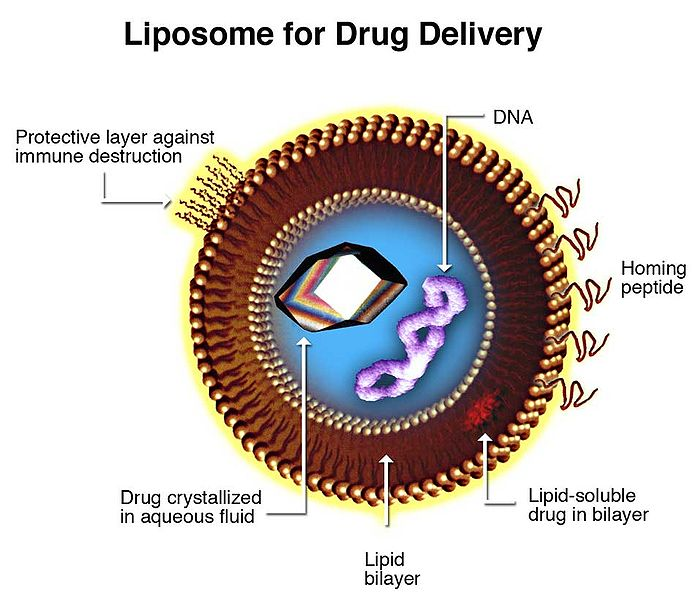 Liposome for Drug Delivery
Protective layer against
immune destruction
DNA
Homing
peptide
Drug crystallized
in aqueous fluid
Lipid-soluble
drug in bilayer
Lipid
bilayer